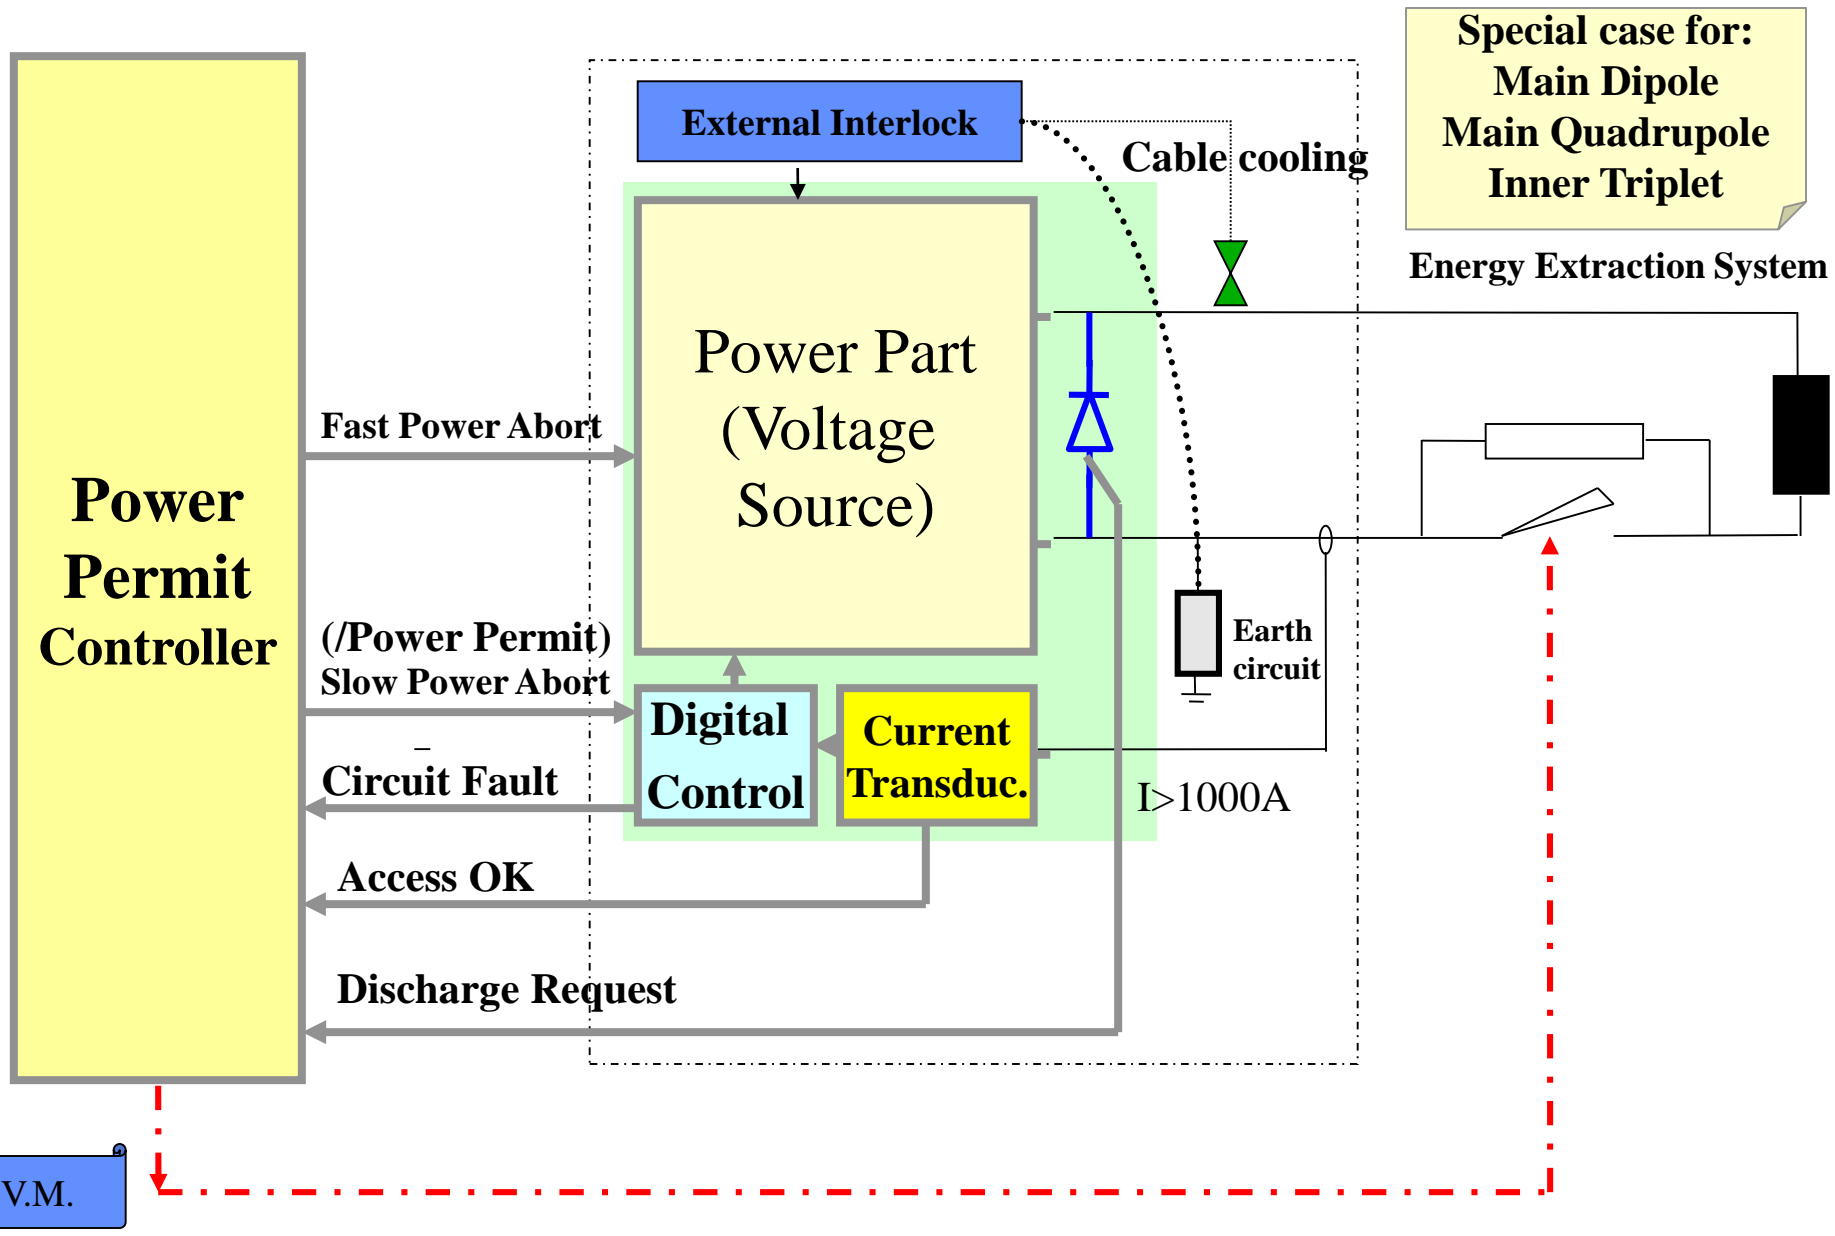 Special case for:
Main Dipole
Main Quadrupole
Inner Triplet
External Interlock
Cable cooling
Energy Extraction System
Power Part
(Voltage
Source)
Fast Power Abort
Power
Permit
Controller
(/Power Permit)
Slow Power Abort
Earth
circuit
Digital
Control
Current
Transduc.
_
Circuit Fault
I>1000A
Access OK
Discharge Request
V.M.